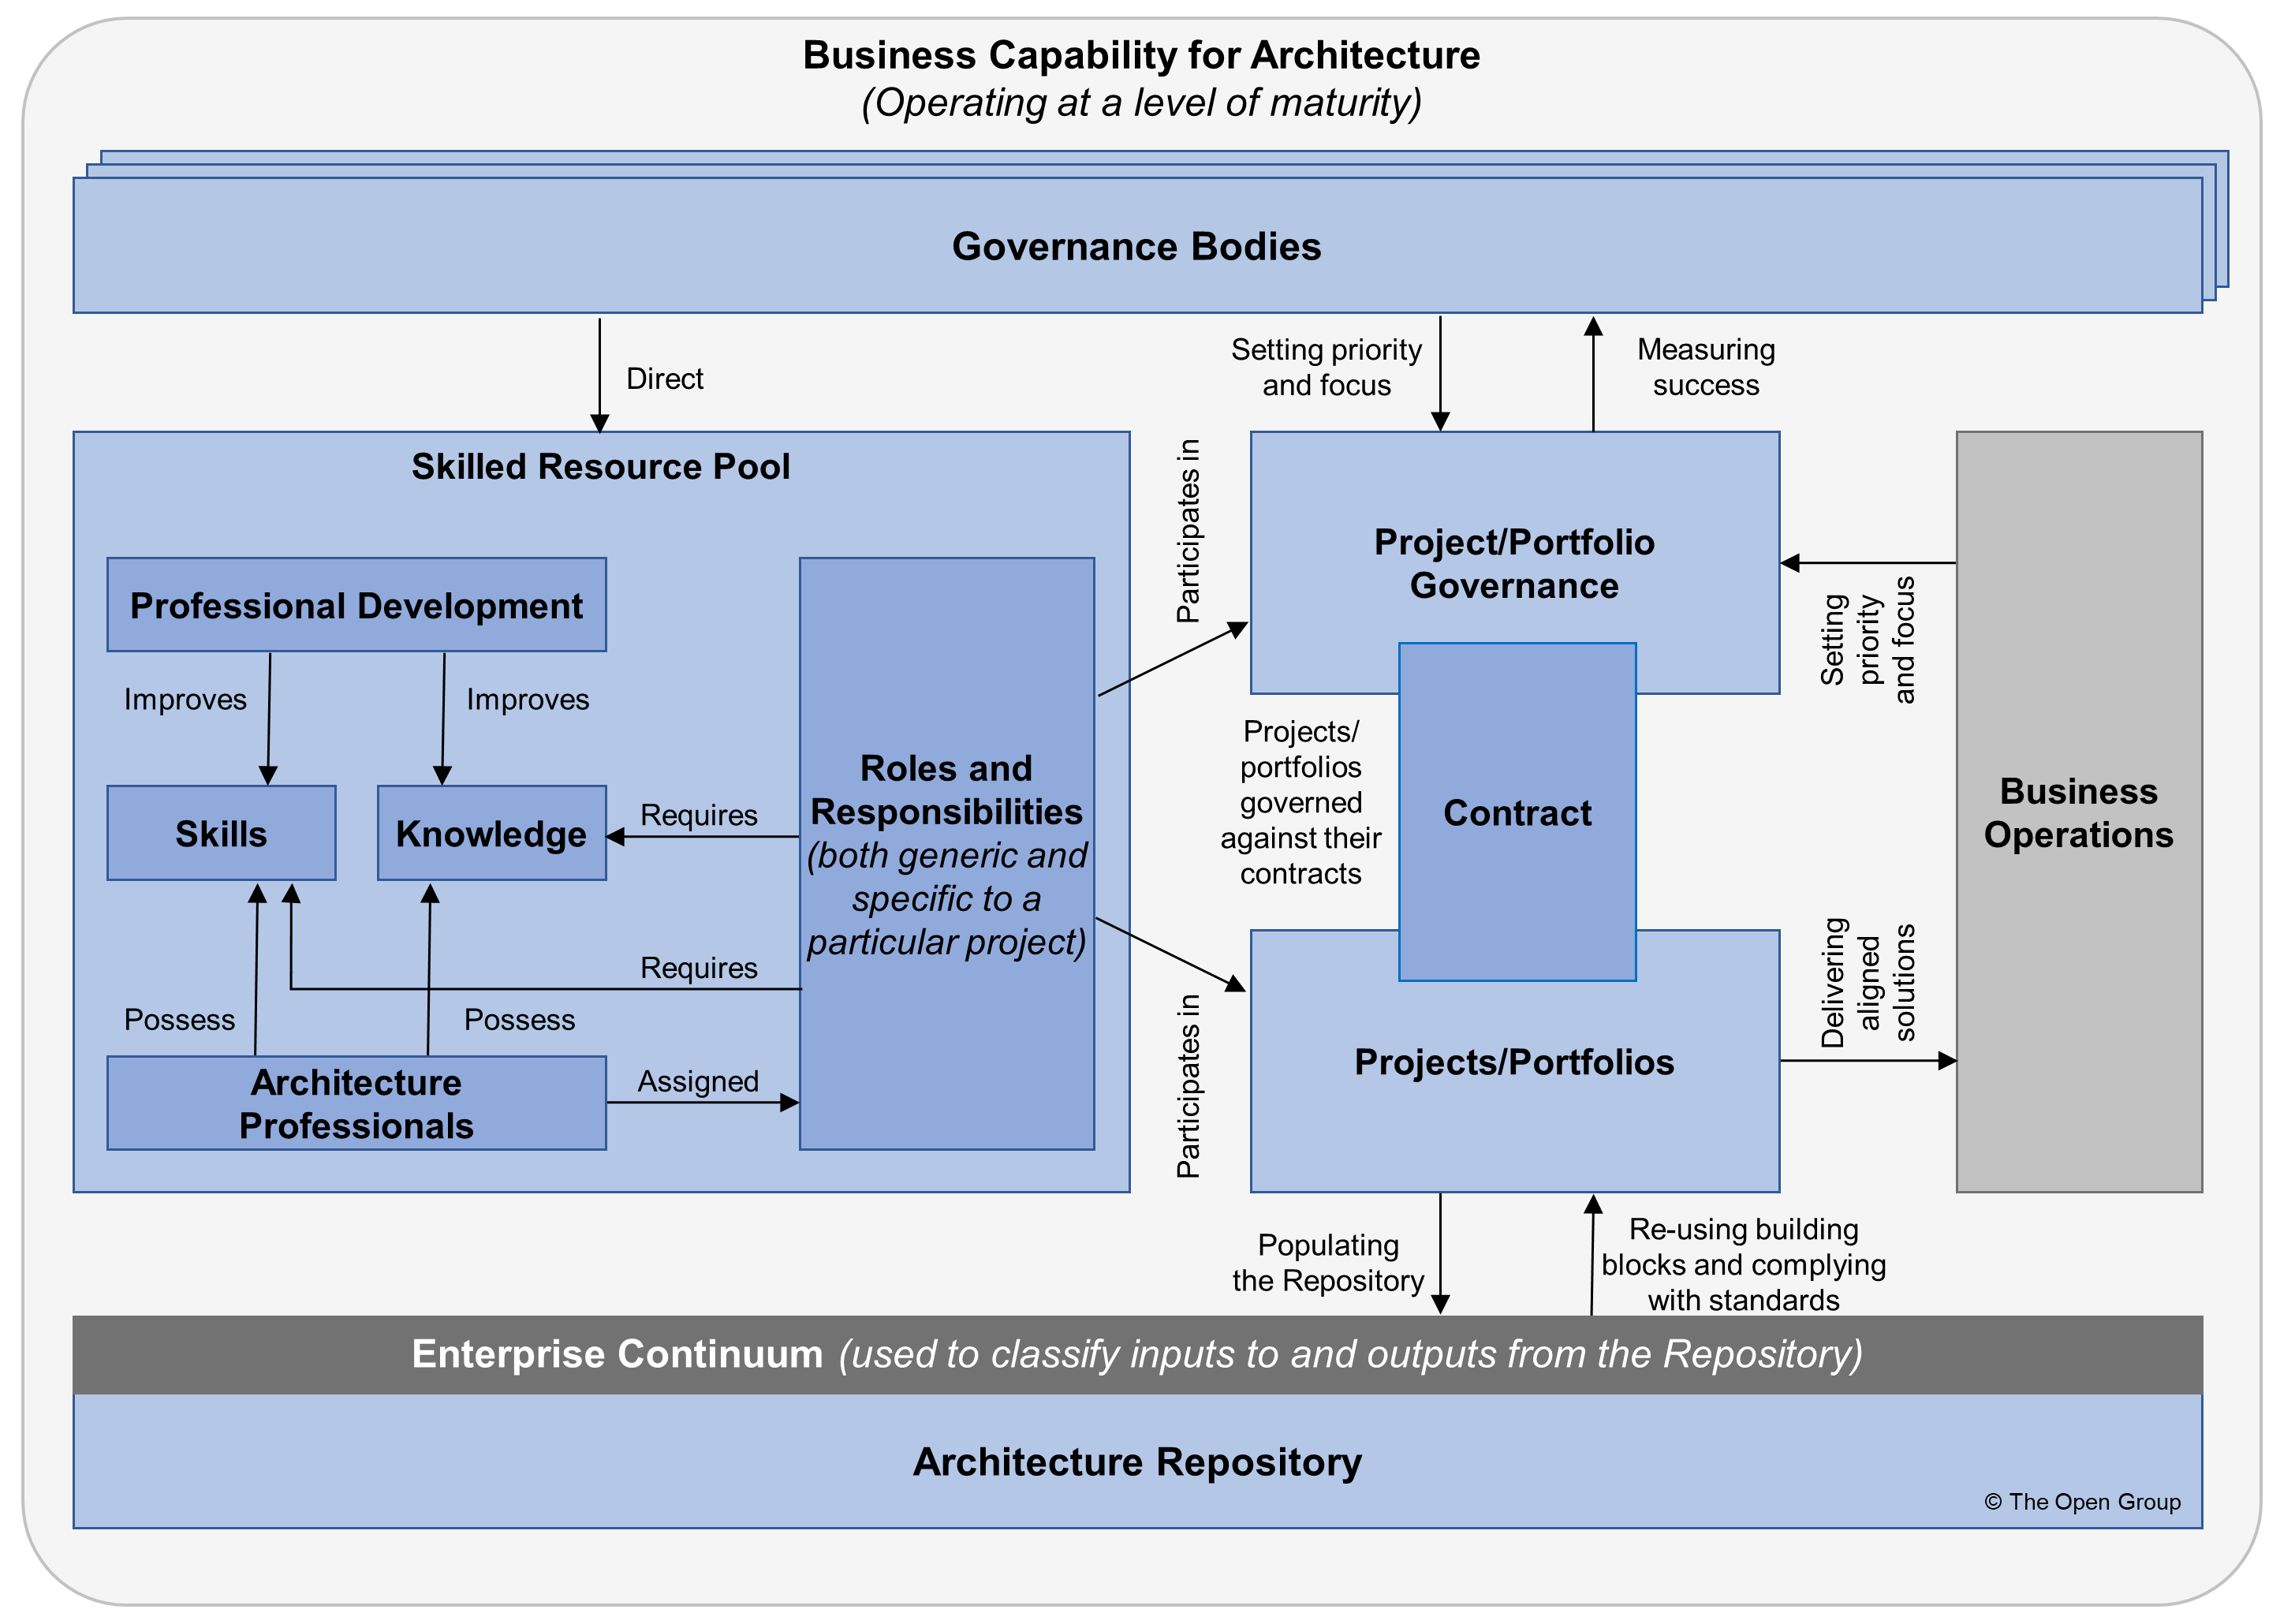 Business Capability for Architecture
(Operating at a level of maturity)
Governance Bodies
Direct
Setting priority
and focus
Measuring
success
Skilled Resource Pool
Professional Development
Improves
Improves
Skills
Knowledge
Requires
Requires
Possess
Possess
Architecture
Professionals
Assigned
Roles and
Responsibilities
(both generic and
specific to a
particular project)
Participates in
Participates in
Project/Portfolio
Governance
Projects/
portfolios
governed
against their
contracts
Contract
Projects/Portfolios
Setting
priority
and focus
Delivering
aligned
solutions
Business
Operations
Populating
the Repository
Re-using building
blocks and complying
with standards
Enterprise Continuum (used to classify inputs to and outputs from the Repository)
Architecture Repository
© The Open Group